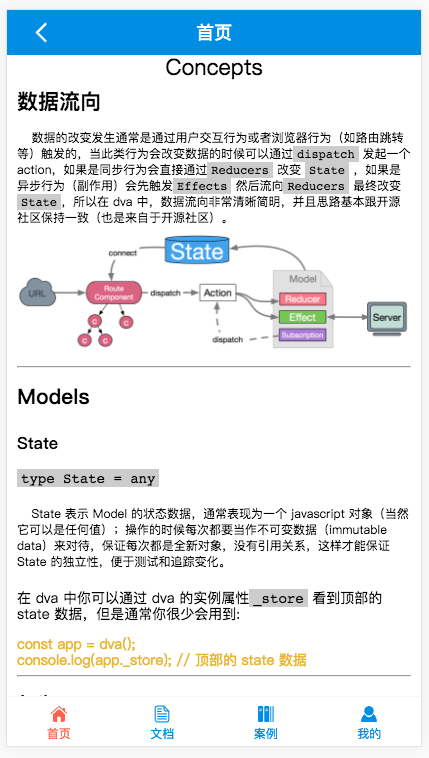 首页
Concepts
数据流向
数据的改变发生通常是通过用户交互行为或者浏览器行为（如路由跳转
等）触发的，当此类行为会改变数据的时候可以通过 dispatch 发起一个
action，如果是同步行为会直接通过 Reducers 改变 State ，如果是
异步行为（副作用）会先触发 Effects 然后流向 Reducers 最终改变
State，所以在 dva 中，数据流向非常清晰简明，并且思路基本跟开源
社区保持一致（也是来自于开源社区）。
connect
State
Model
URL
Route
Component
dispatch
Action
Reducer
Effect
Subscription
Server
C
C
C
C
dispatch
Models
State
type State = any
State 表示 Model 的状态数据，通常表现为一个 javascript 对象（当然
它可以是任何值）；操作的时候每次都要当作不可变数据（immutable
data）来对待，保证每次都是全新对象，没有引用关系，这样才能保证
State 的独立性，便于测试和追踪变化。
在 dva 中你可以通过 dva 的实例属性 _store 看到顶部的
state 数据，但是通常你很少会用到:
const app = dva();
console.log(app._store); // 顶部的 state 数据
首页
文档
案例
我的